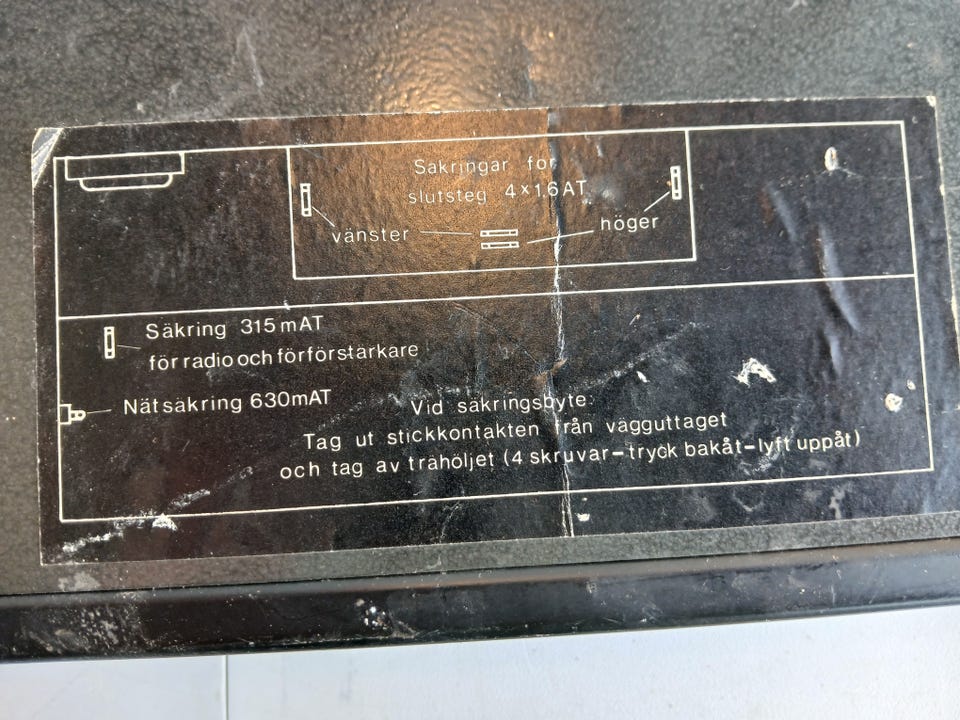 Säkringar för
slutsteg 4×1.6AT
vänster
höger
Säkring 315mAT
för radio och förförstärkare
Nätsäkring 630mAT
Vid säkringsbyte:
Tag ut stickkontakten från vägguttaget
och tag av trähöljet (4 skruvar–tryck bakåt–lyft uppåt)